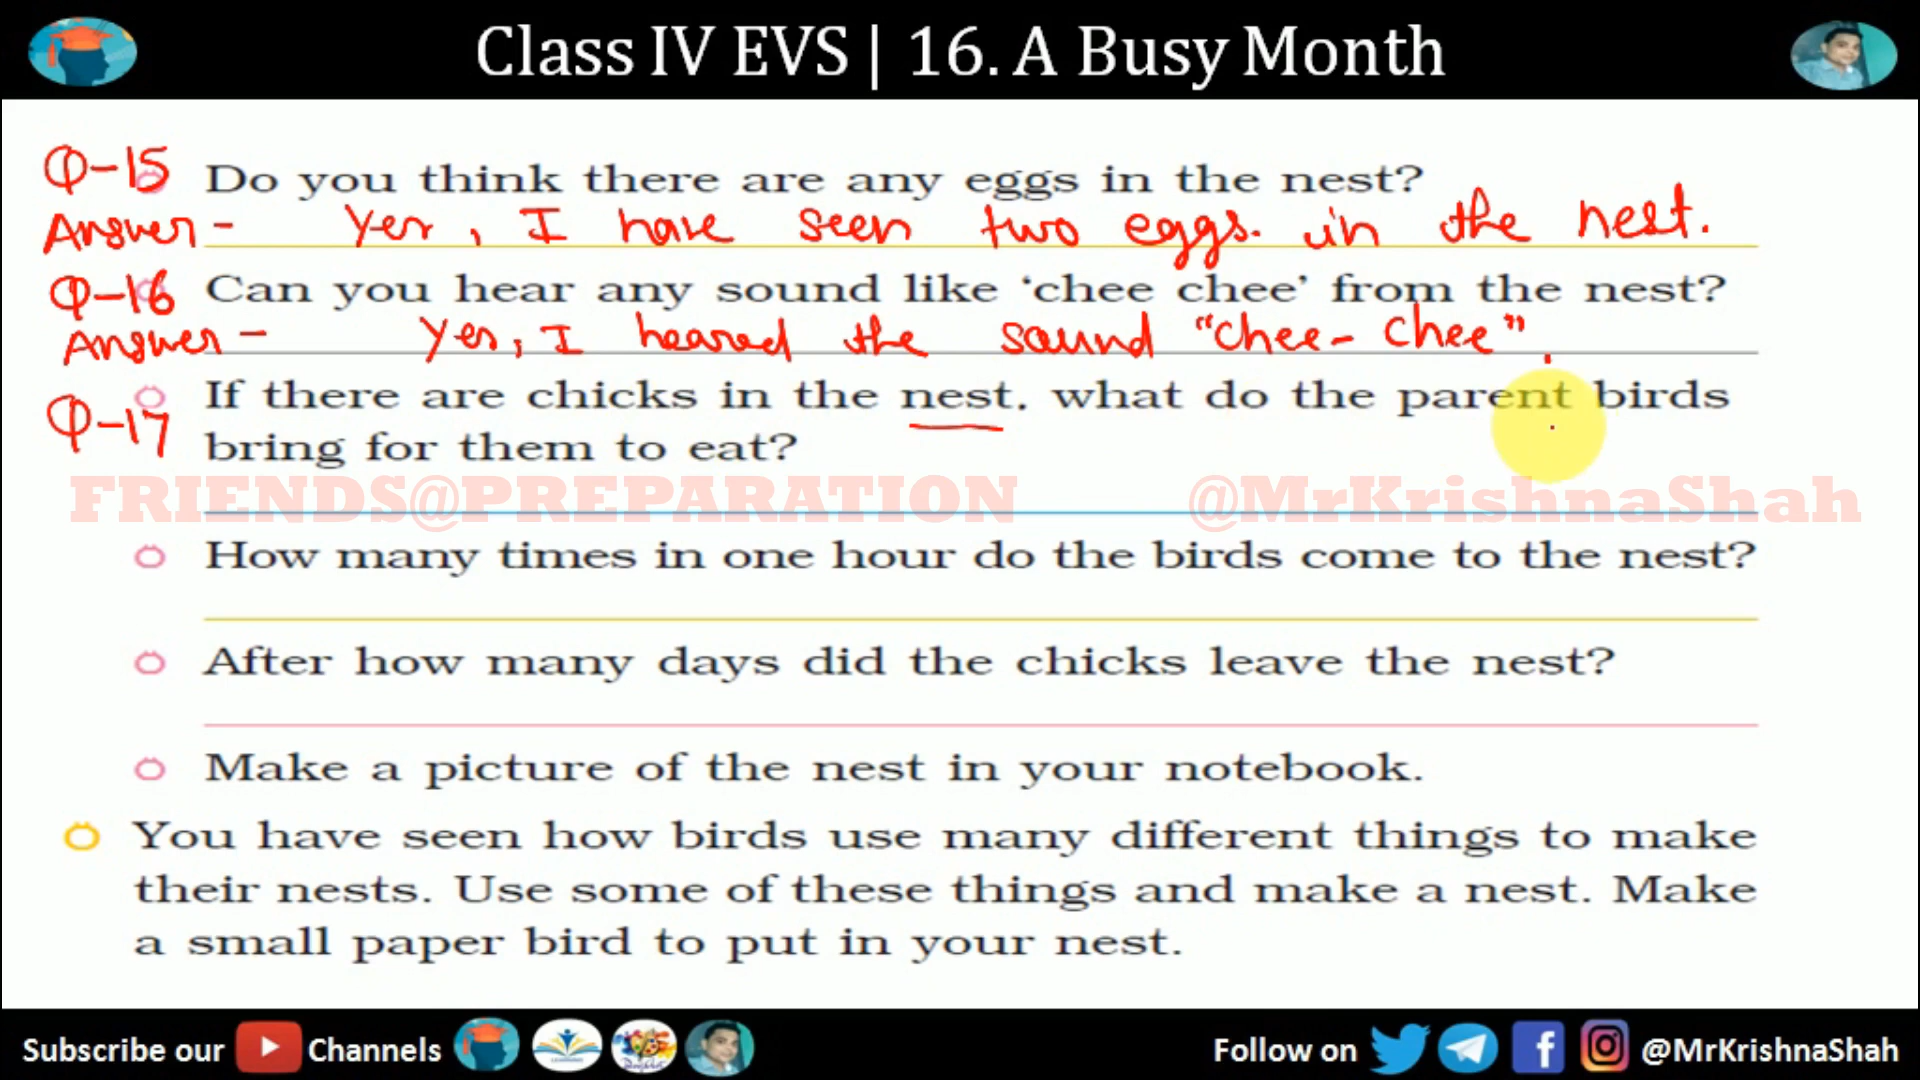 Class IV EVS | 16. A Busy Month
Q-15 Do you think there are any eggs in the nest?
Answer - Yes, I have seen two eggs. in the nest.
Q-16 Can you hear any sound like ‘chee chee’ from the nest?
Answer - Yes, I heared the sound "Chee- Chee".
Q-17 If there are chicks in the nest, what do the parent birds
bring for them to eat?
FRIENDS@PREPARATION @MrKrishnaShah
How many times in one hour do the birds come to the nest?
After how many days did the chicks leave the nest?
Make a picture of the nest in your notebook.
You have seen how birds use many different things to make
their nests. Use some of these things and make a nest. Make
a small paper bird to put in your nest.
Subscribe our Channels Follow on @MrKrishnaShah